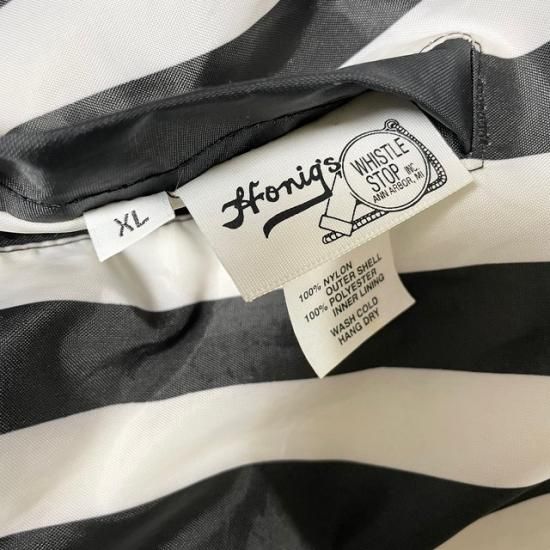 XL
Honig's
WHISTLE
STOP INC.
ANN ARBOR, MI
100% NYLON
OUTER SHELL
100% POLYESTER
INNER LINING
WASH COLD
HANG DRY